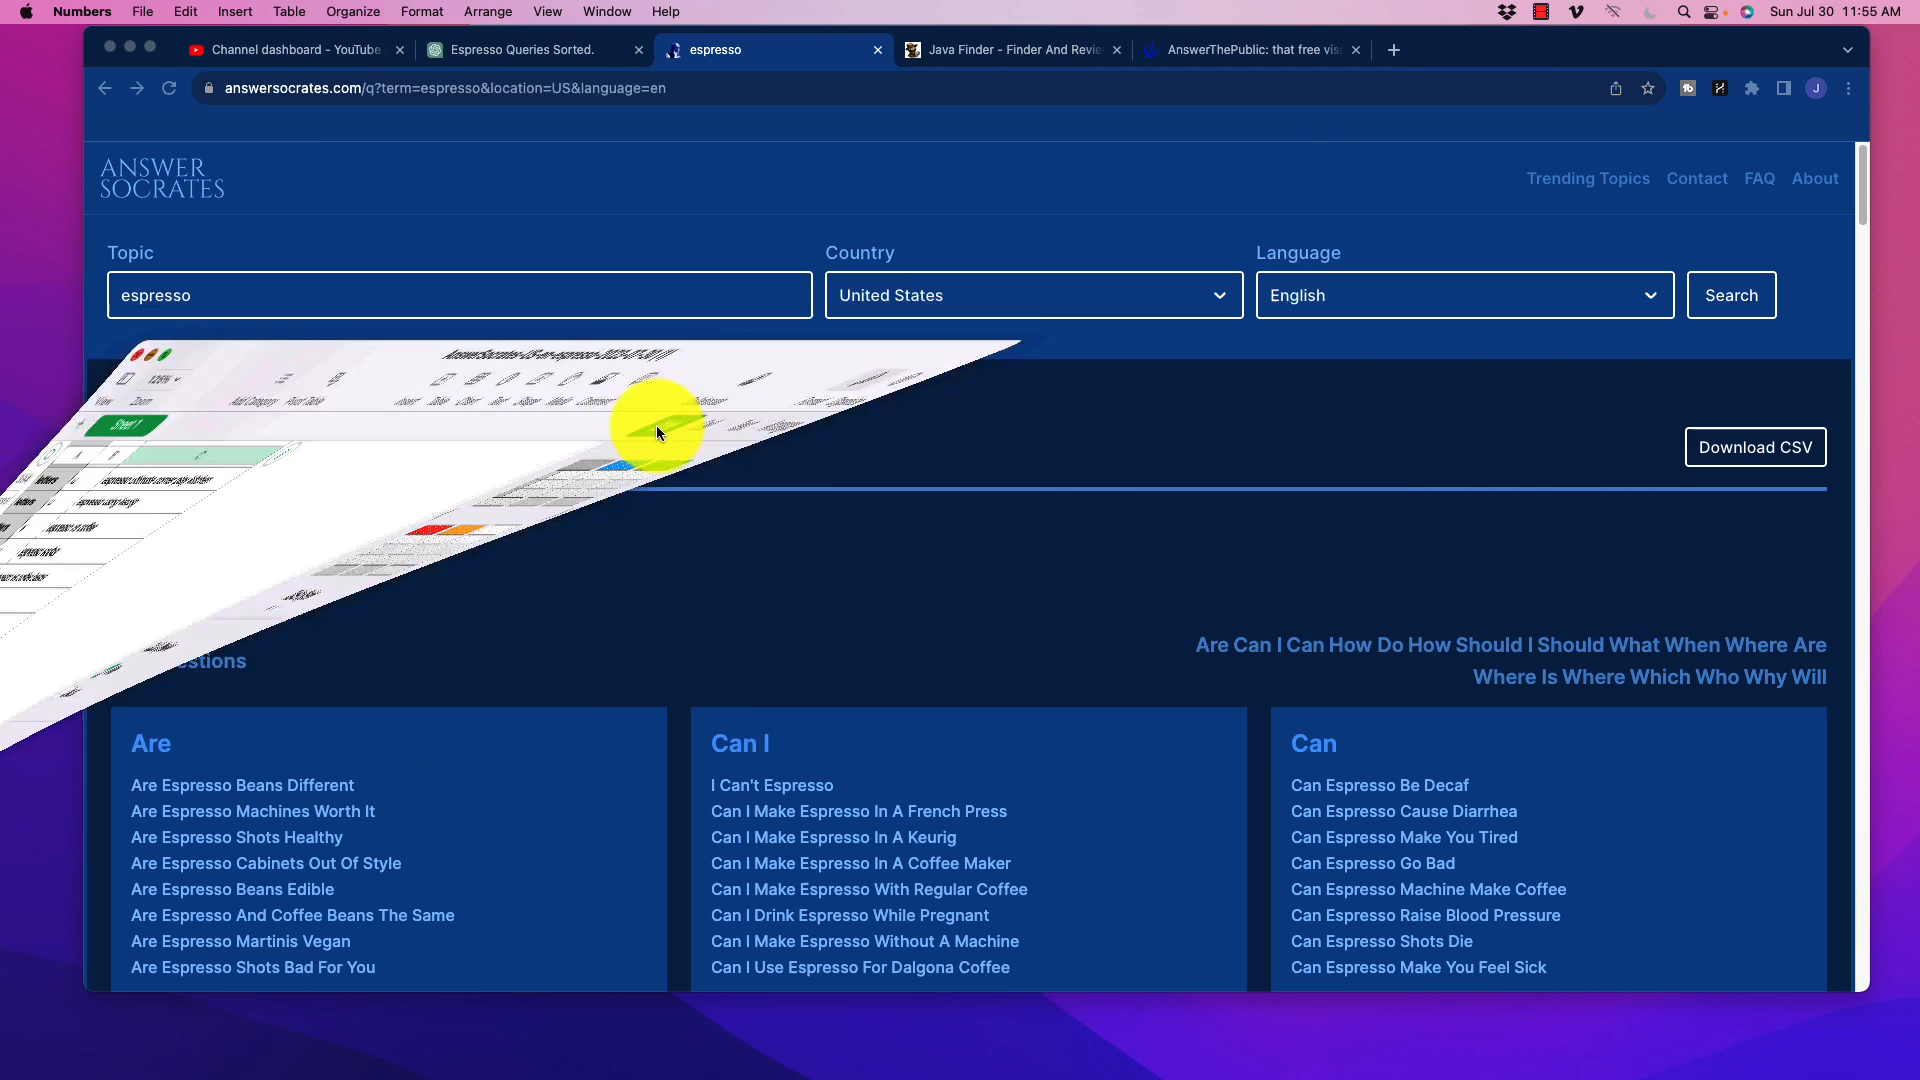 Numbers File Edit Insert Table Organize Format Arrange View Window Help Sun Jul 30 11:55 AM
Channel dashboard - YouTube
Espresso Queries Sorted.
espresso
Java Finder - Finder And Revie
AnswerThePublic: that free vis
answersocrates.com/q?term=espresso&location=US&language=en
J
ANSWER
SOCRATES
Trending Topics Contact FAQ About
Topic Country Language
espresso United States English Search
125%
View Zoom Add Category Pivot Table
Sheet 1
Download CSV
Are Can I Can How Do How Should I Should What When Where Are
Where Is Where Which Who Why Will
Are
Are Espresso Beans Different
Are Espresso Machines Worth It
Are Espresso Shots Healthy
Are Espresso Cabinets Out Of Style
Are Espresso Beans Edible
Are Espresso And Coffee Beans The Same
Are Espresso Martinis Vegan
Are Espresso Shots Bad For You
Can I
I Can't Espresso
Can I Make Espresso In A French Press
Can I Make Espresso In A Keurig
Can I Make Espresso In A Coffee Maker
Can I Make Espresso With Regular Coffee
Can I Drink Espresso While Pregnant
Can I Make Espresso Without A Machine
Can I Use Espresso For Dalgona Coffee
Can
Can Espresso Be Decaf
Can Espresso Cause Diarrhea
Can Espresso Make You Tired
Can Espresso Go Bad
Can Espresso Machine Make Coffee
Can Espresso Raise Blood Pressure
Can Espresso Shots Die
Can Espresso Make You Feel Sick